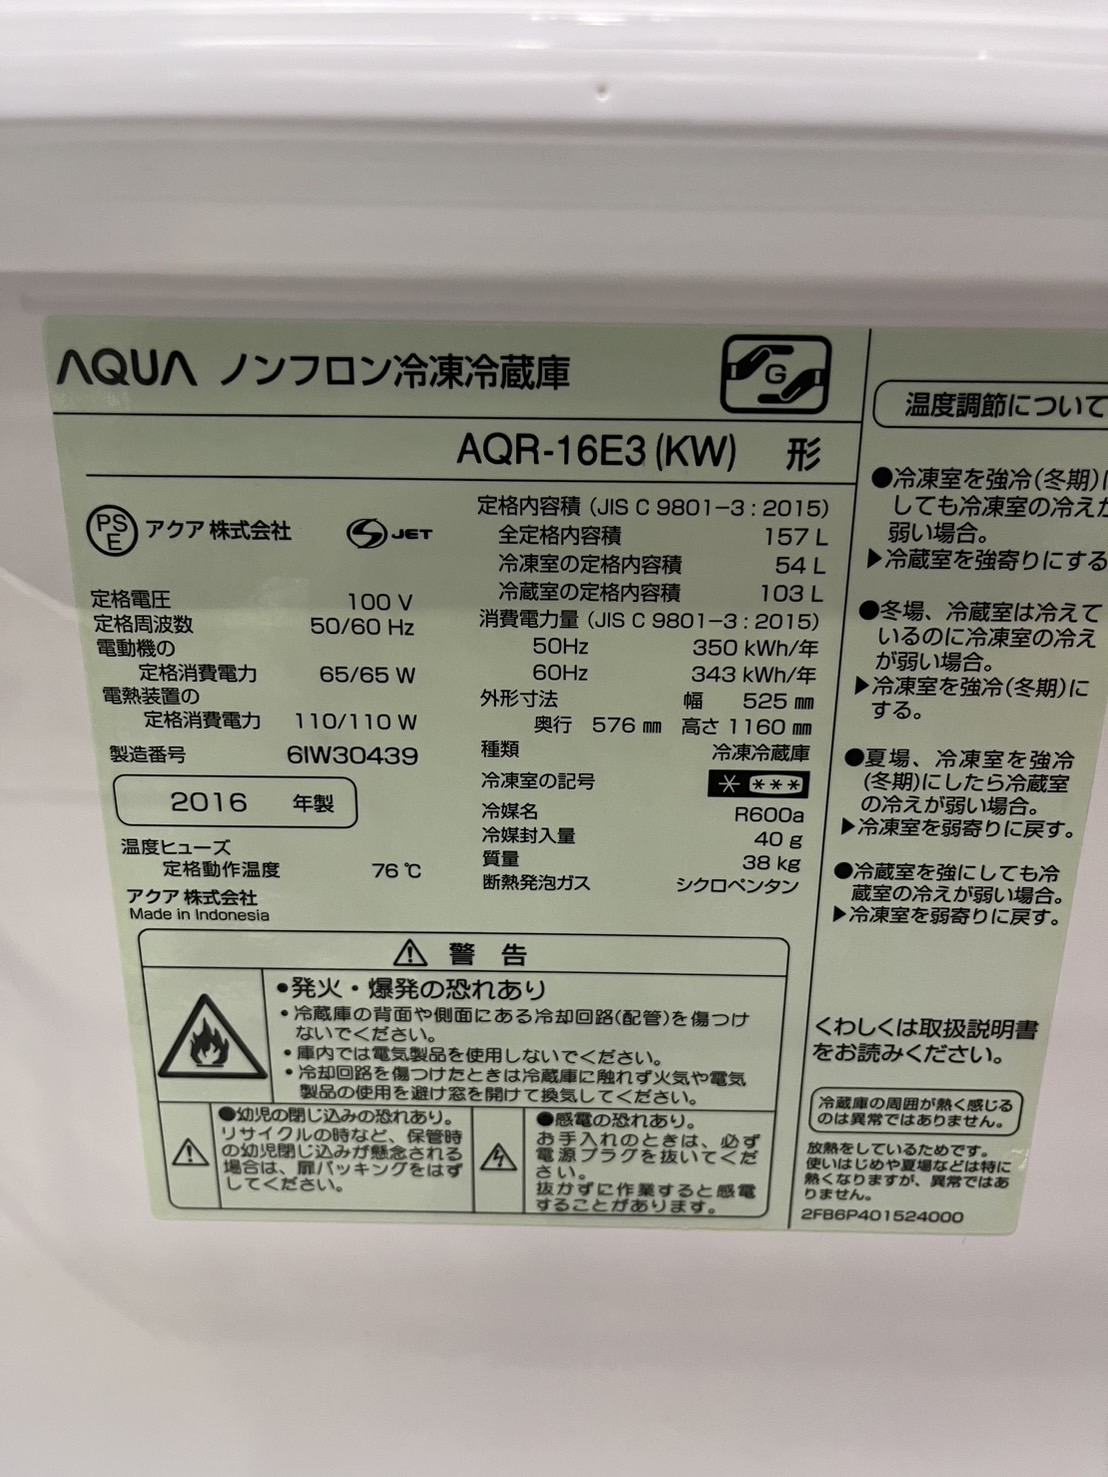 AQUA ノンフロン冷凍冷蔵庫
G
AQR-16E3(KW) 形
PS
E
アクア株式会社
JET
定格電圧 100 V
定格周波数 50/60 Hz
電動機の
定格消費電力 65/65 W
電熱装置の
定格消費電力 110/110 W
製造番号 6IW30439
2016 年製
温度ヒューズ
定格動作温度 76℃
アクア株式会社
Made in Indonesia
定格内容積 (JIS C 9801-3:2015)
全定格内容積 157 L
冷凍室の定格内容積 54 L
冷蔵室の定格内容積 103 L
消費電力量 (JIS C 9801-3:2015)
50Hz 350 kWh/年
60Hz 343 kWh/年
外形寸法 幅 525 ㎜
奥行 576 ㎜ 高さ 1160 ㎜
種類 冷凍冷蔵庫
冷凍室の記号 * ***
冷媒名 R600a
冷媒封入量 40 g
質量 38 kg
断熱発泡ガス シクロペンタン
警告
●発火・爆発の恐れあり
・冷蔵庫の背面や側面にある冷却回路(配管)を傷つけ
ないでください。
・庫内では電気製品を使用しないでください。
・冷却回路を傷つけたときは冷蔵庫に触れず火気や電気
製品の使用を避け窓を開けて換気してください。
●幼児の閉じ込みの恐れあり。
リサイクルの時など、保管時
の幼児閉じ込みが懸念される
場合は、扉パッキングをはず
してください。
●感電の恐れあり。
お手入れのときは、必ず
電源プラグを抜いてくだ
さい。
抜かずに作業すると感電
することがあります。
温度調節について
●冷凍室を強冷(冬期)に
しても冷凍室の冷えが
弱い場合。
▶冷蔵室を強寄りにする
●冬場、冷蔵室は冷えて
いるのに冷凍室の冷え
が弱い場合。
▶冷凍室を強冷(冬期)に
する。
●夏場、冷凍室を強冷
(冬期)にしたら冷蔵室
の冷えが弱い場合。
▶冷凍室を弱寄りに戻す。
●冷蔵室を強にしても冷
蔵室の冷えが弱い場合。
▶冷凍室を弱寄りに戻す。
くわしくは取扱説明書
をお読みください。
冷蔵庫の周囲が熱く感じる
のは異常ではありません。
放熱をしているためです。
使いはじめや夏場などは特に
熱くなりますが、異常ではあ
りません。
2FB6P401524000